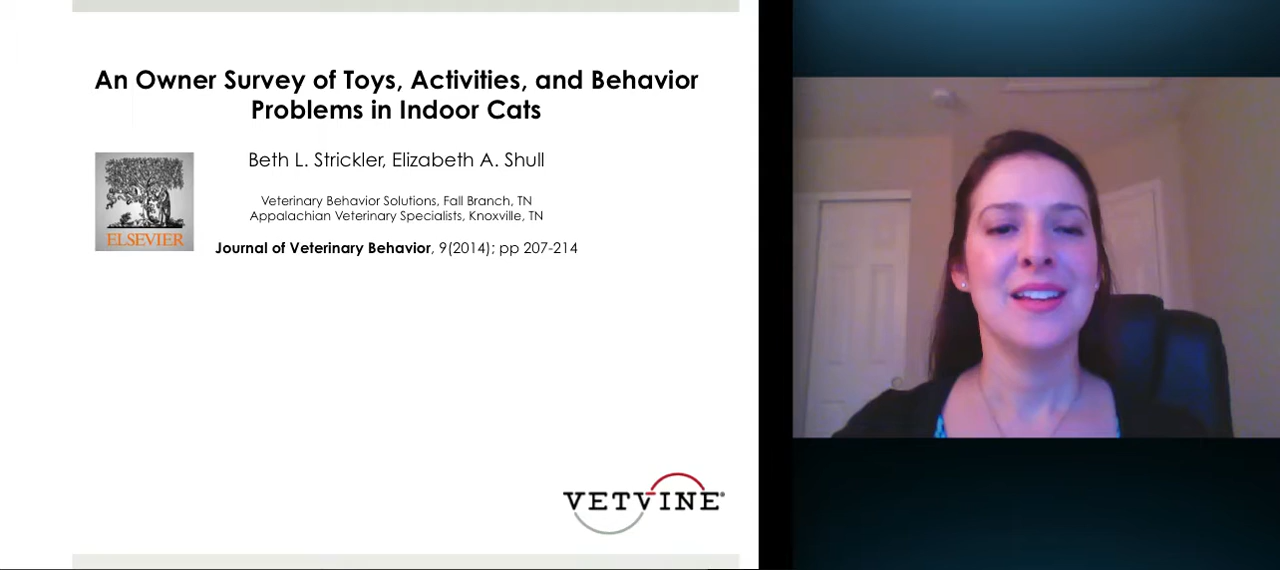 An Owner Survey of Toys, Activities, and Behavior
Problems in Indoor Cats
Beth L. Strickler, Elizabeth A. Shull
Veterinary Behavior Solutions, Fall Branch, TN
Appalachian Veterinary Specialists, Knoxville, TN
ELSEVIER
Journal of Veterinary Behavior, 9(2014); pp 207-214
VETVINE®